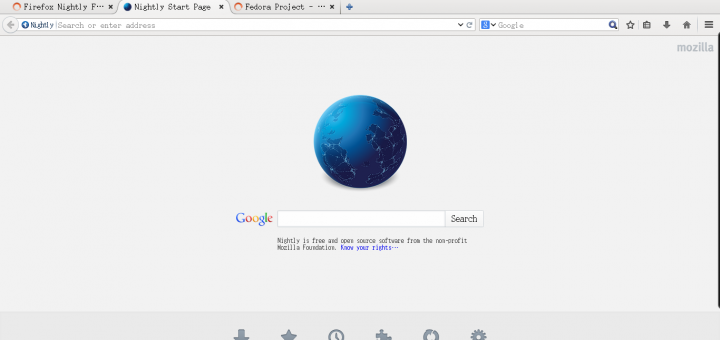 Firefox Nightly F…
Nightly Start Page
Fedora Project - …
Nightly
Search or enter address
Google
mozilla
Google
Search
Nightly is free and open source software from the non-profit
Mozilla Foundation. Know your rights…